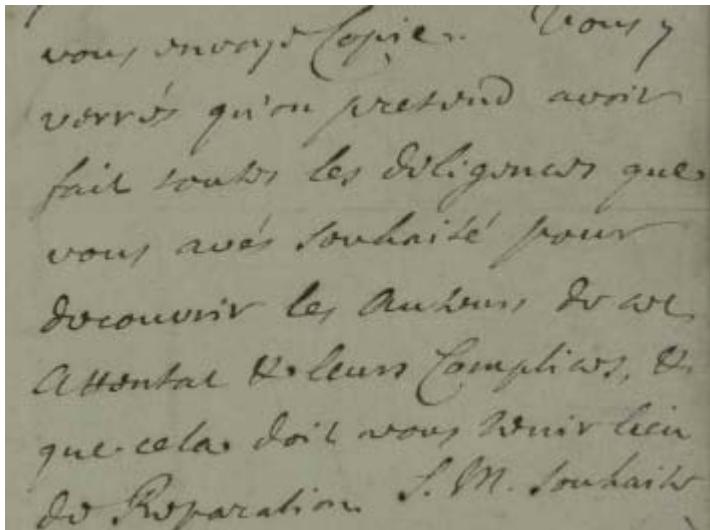 vous envoye Copie. Vous y
verrés qu'on pretend avoir
fait toutes les diligences que
vous avés souhaité pour
decouvrir les Auteurs de cet
Attentat & leurs Complices, &
que cela doit vous tenir lieu
de Reparation. S. M. souhaite